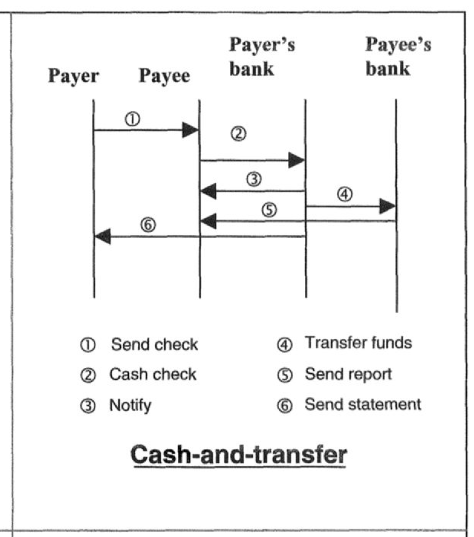 Payer Payee Payer's bank Payee's bank
①
②
③
④
⑤
⑥
① Send check
② Cash check
③ Notify
④ Transfer funds
⑤ Send report
⑥ Send statement
Cash-and-transfer